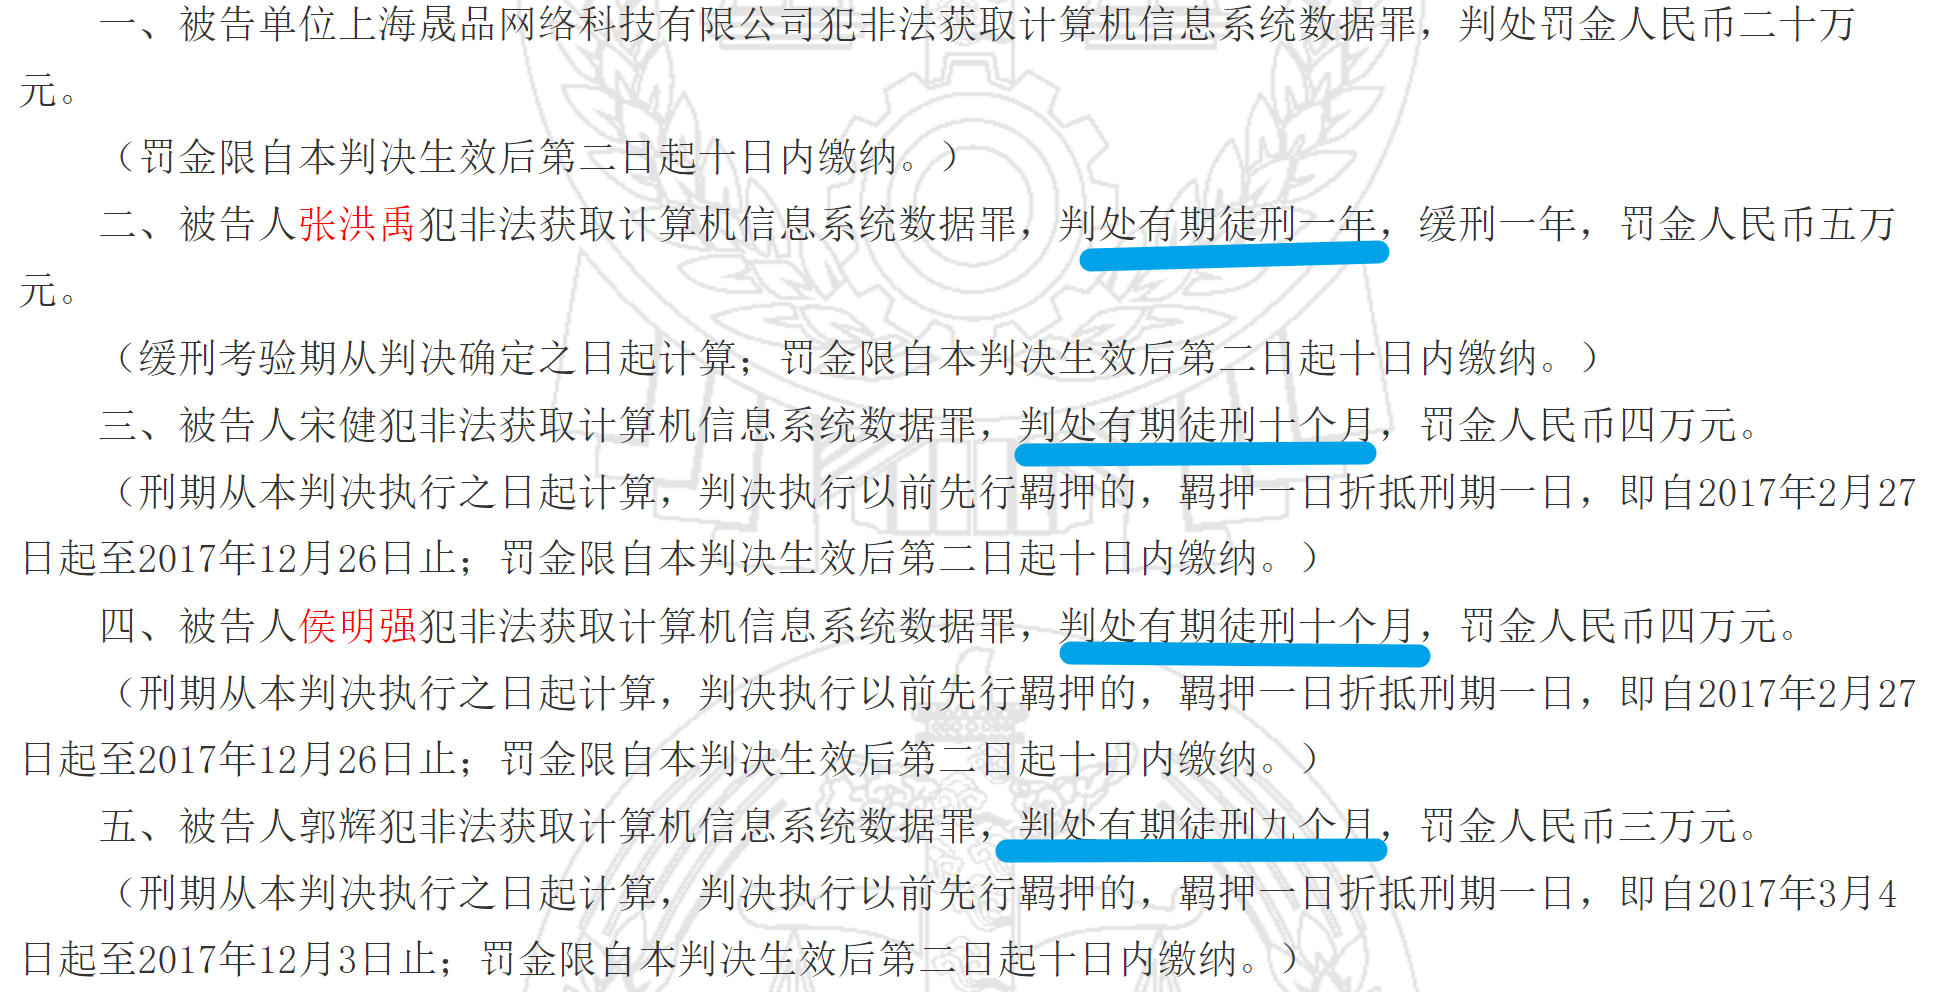 一、被告单位上海晟品网络科技有限公司犯非法获取计算机信息系统数据罪，判处罚金人民币二十万
元。
（罚金限自本判决生效后第二日起十日内缴纳。）
二、被告人张洪禹犯非法获取计算机信息系统数据罪，判处有期徒刑一年，缓刑一年，罚金人民币五万
元。
（缓刑考验期从判决确定之日起计算；罚金限自本判决生效后第二日起十日内缴纳。）
三、被告人宋健犯非法获取计算机信息系统数据罪，判处有期徒刑十个月，罚金人民币四万元。
（刑期从本判决执行之日起计算，判决执行以前先行羁押的，羁押一日折抵刑期一日，即自2017年2月27
日起至2017年12月26日止；罚金限自本判决生效后第二日起十日内缴纳。）
四、被告人侯明强犯非法获取计算机信息系统数据罪，判处有期徒刑十个月，罚金人民币四万元。
（刑期从本判决执行之日起计算，判决执行以前先行羁押的，羁押一日折抵刑期一日，即自2017年2月27
日起至2017年12月26日止；罚金限自本判决生效后第二日起十日内缴纳。）
五、被告人郭辉犯非法获取计算机信息系统数据罪，判处有期徒刑九个月，罚金人民币三万元。
（刑期从本判决执行之日起计算，判决执行以前先行羁押的，羁押一日折抵刑期一日，即自2017年3月4
日起至2017年12月3日止；罚金限自本判决生效后第二日起十日内缴纳。）